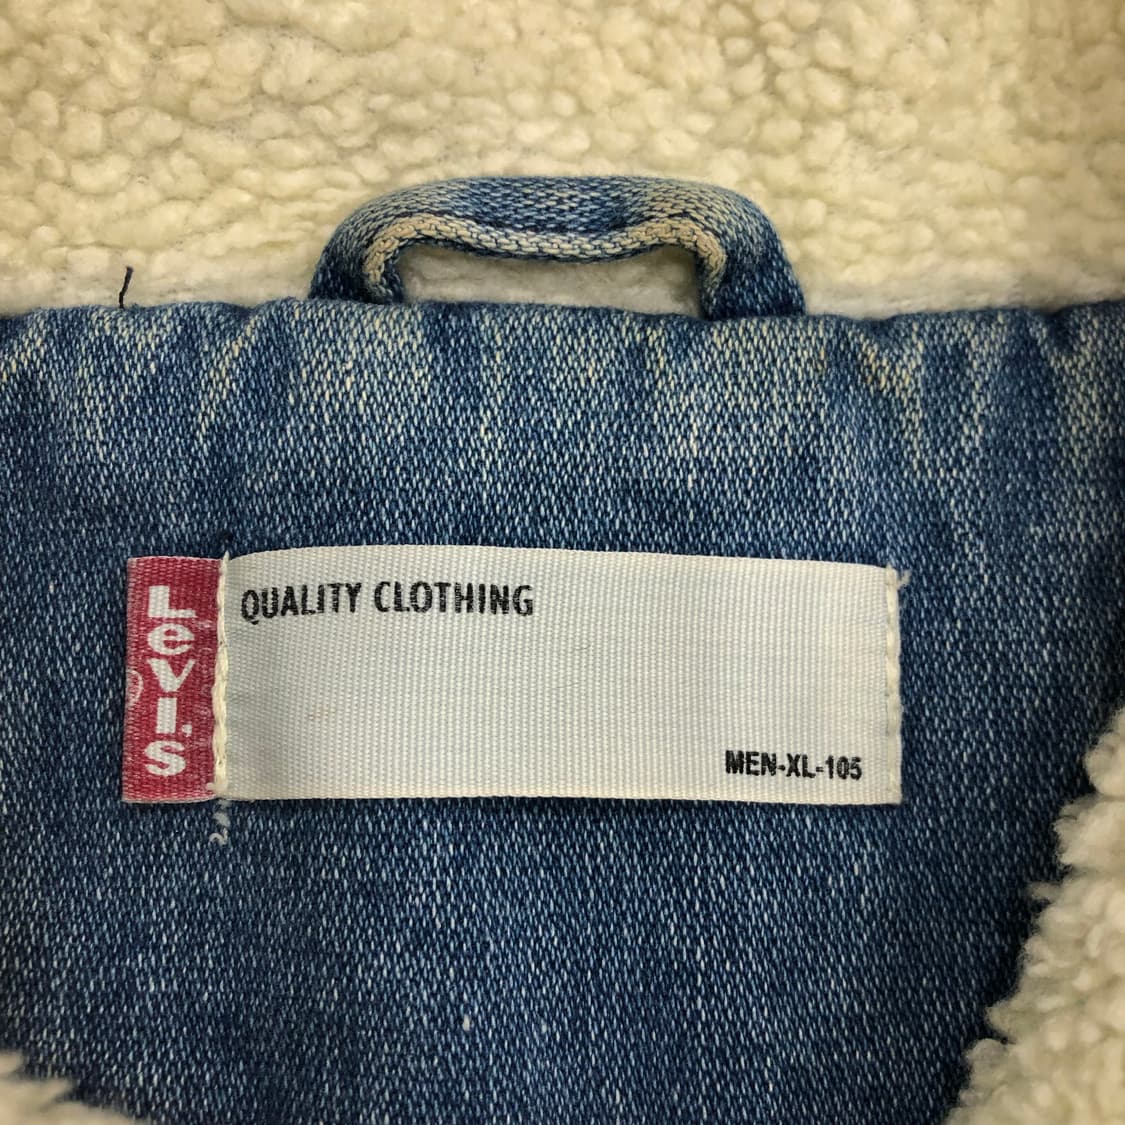 Levi's
®
QUALITY CLOTHING
MEN-XL-105